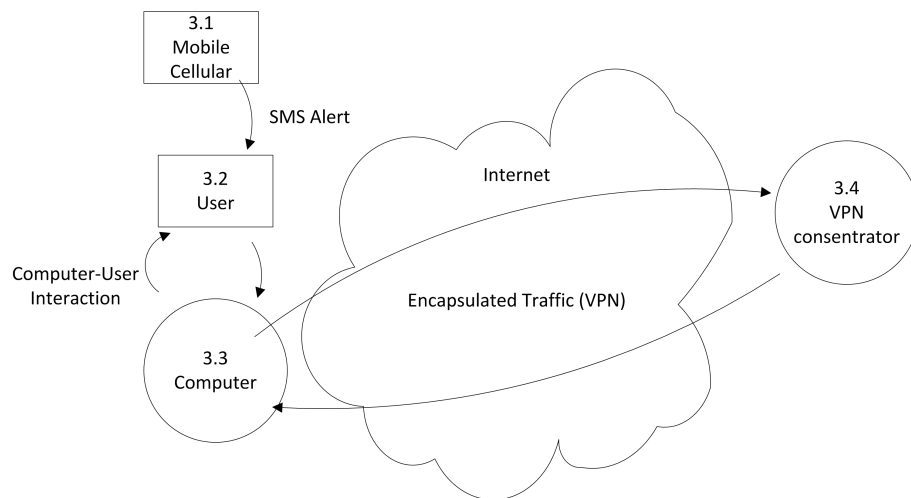 3.1
Mobile
Cellular
SMS Alert
3.2
User
Computer-User
Interaction
3.3
Computer
Internet
Encapsulated Traffic (VPN)
3.4
VPN
consentrator